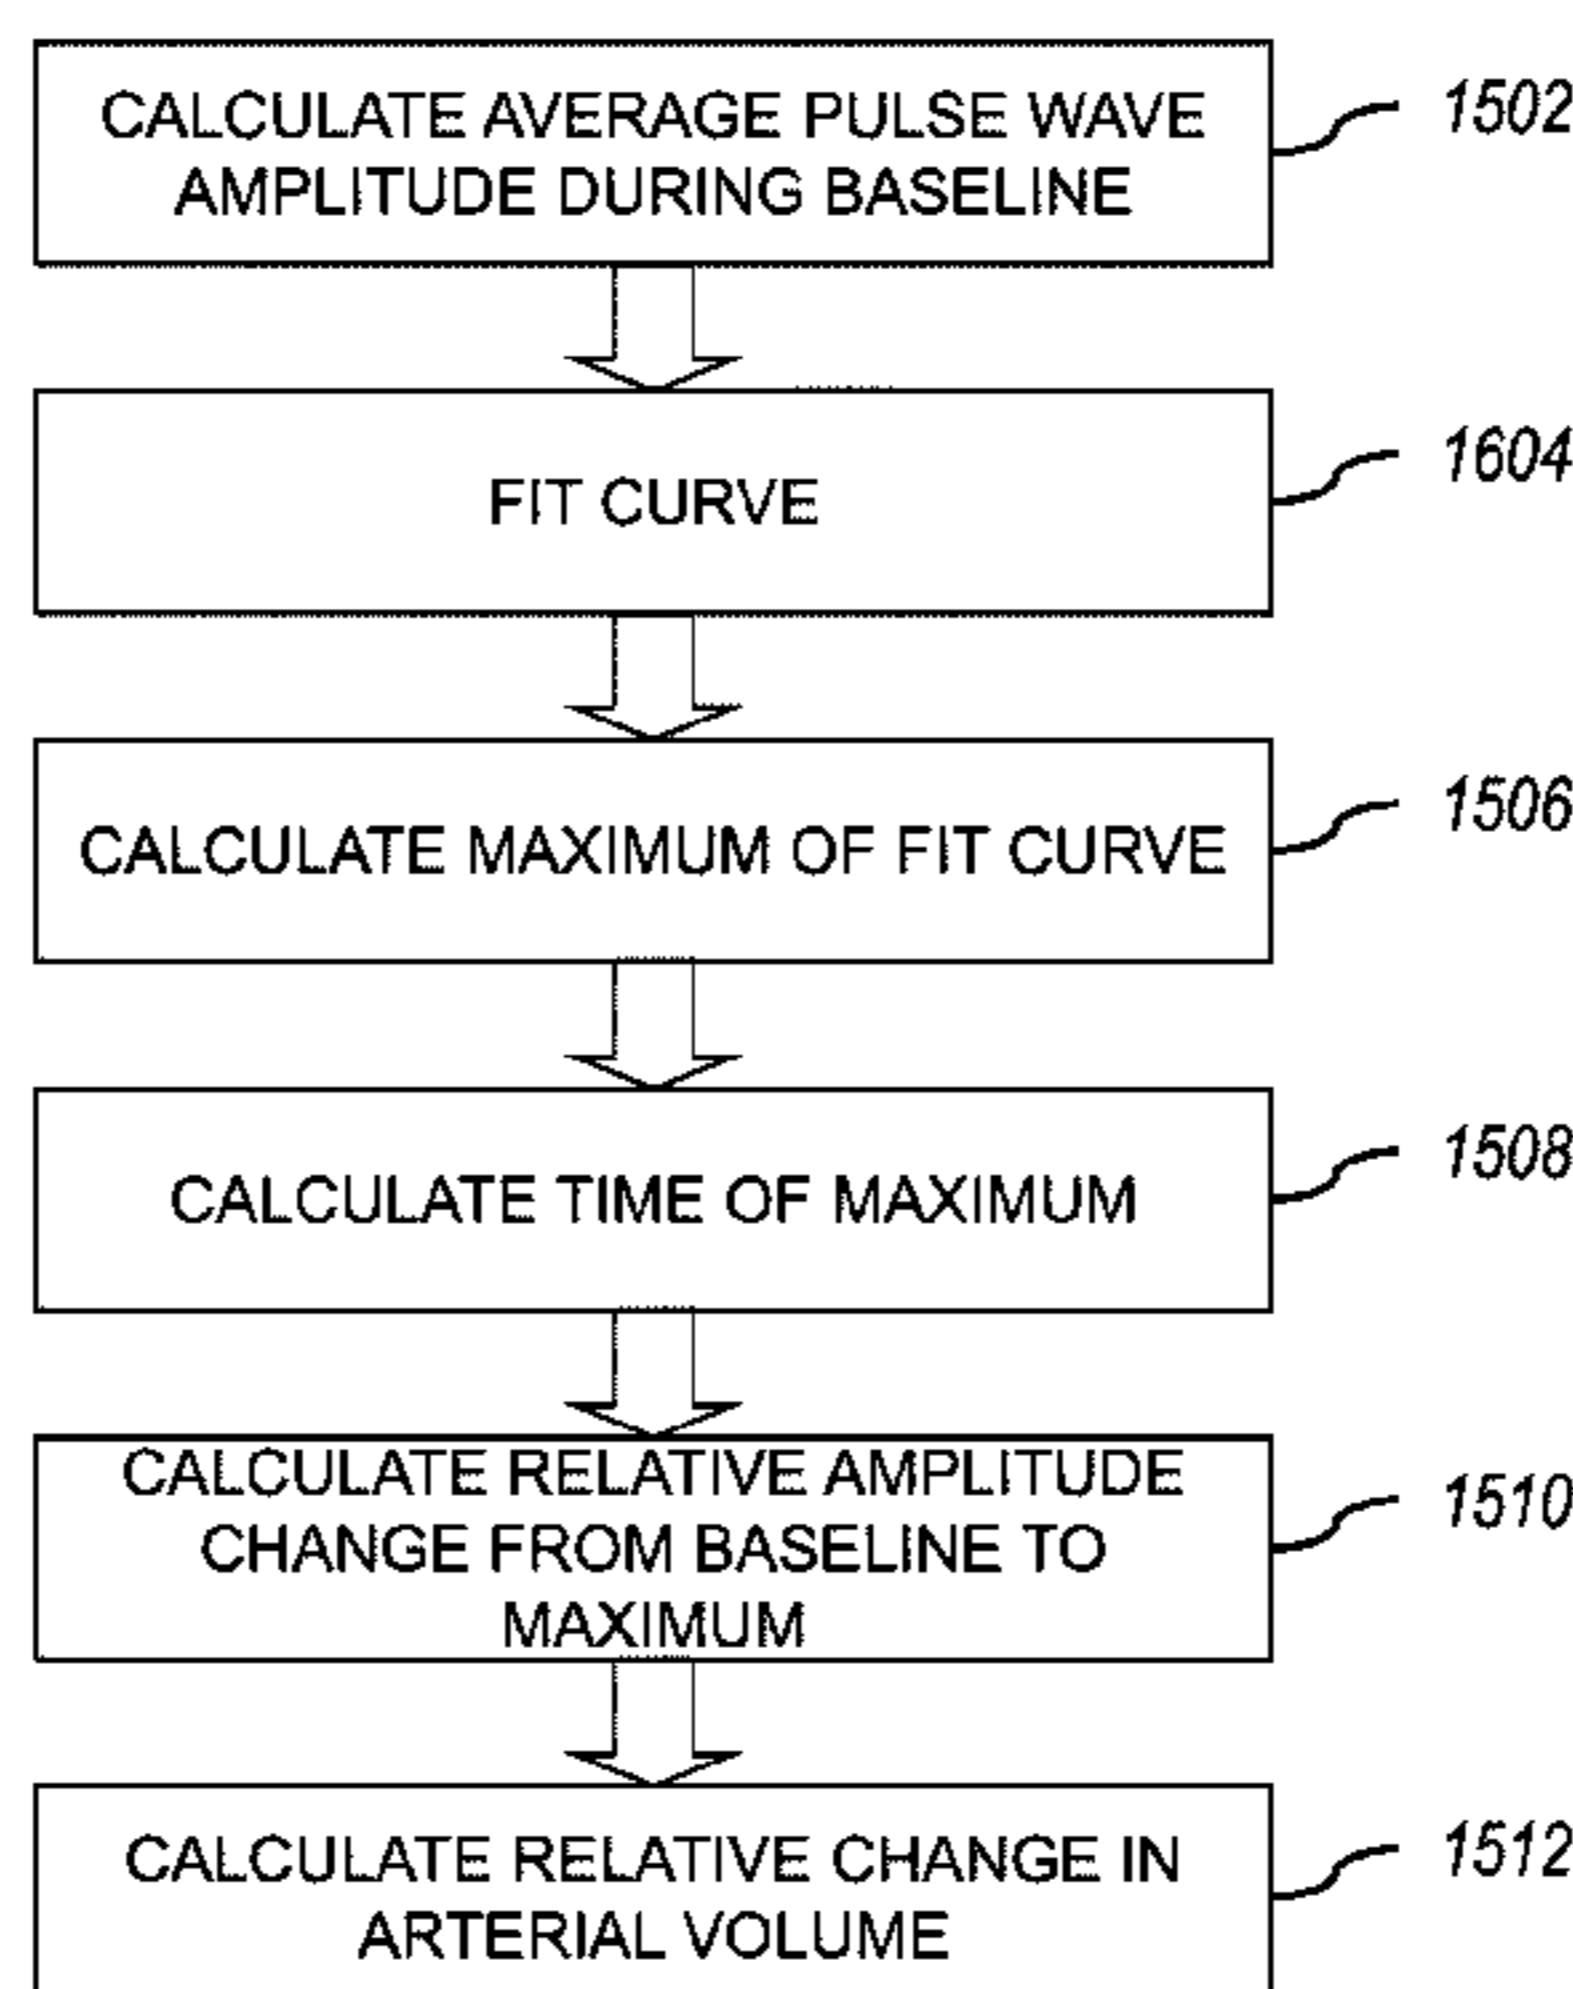 CALCULATE AVERAGE PULSE WAVE
AMPLITUDE DURING BASELINE
1502
FIT CURVE
1604
CALCULATE MAXIMUM OF FIT CURVE
1506
CALCULATE TIME OF MAXIMUM
1508
CALCULATE RELATIVE AMPLITUDE
CHANGE FROM BASELINE TO
MAXIMUM
1510
CALCULATE RELATIVE CHANGE IN
ARTERIAL VOLUME
1512